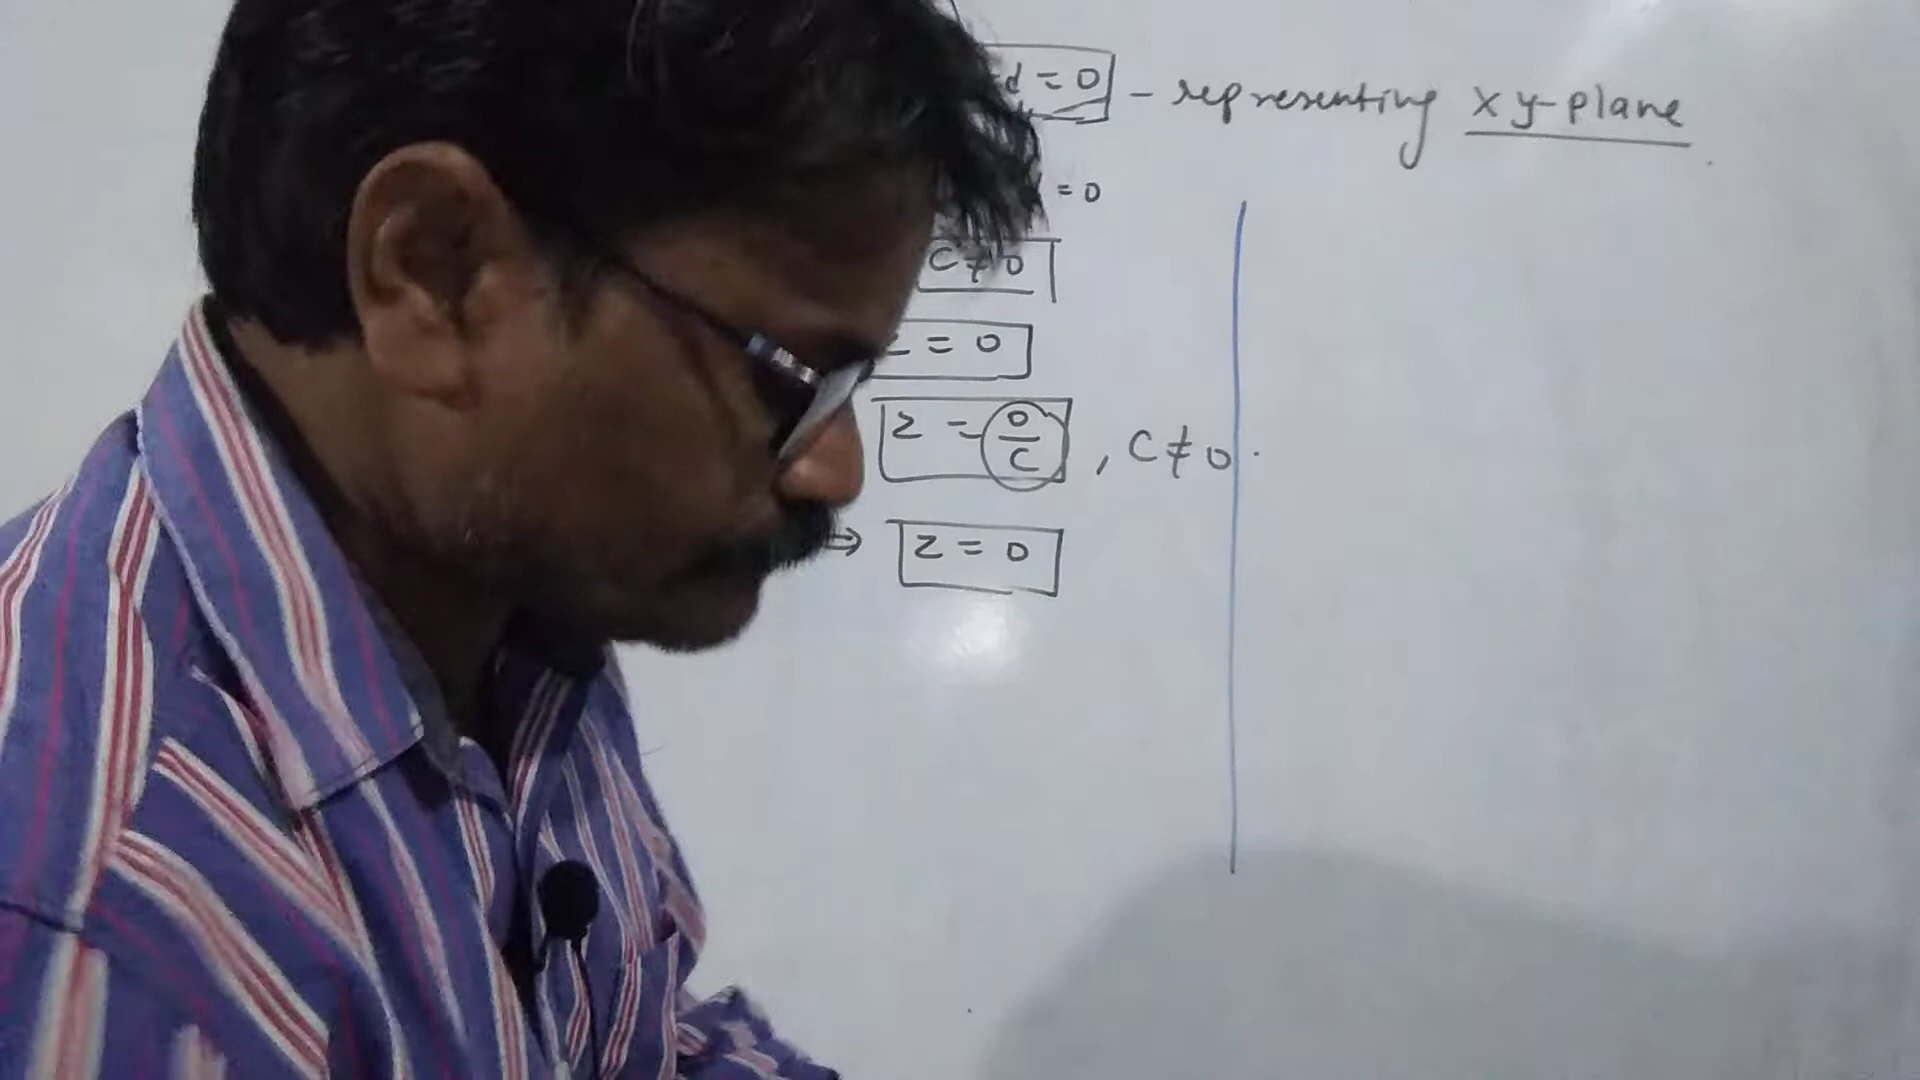 d = 0 - representing xy-plane
= 0
C ≠ 0
= 0
z = 0/C , C ≠ 0.
⇒ z = 0